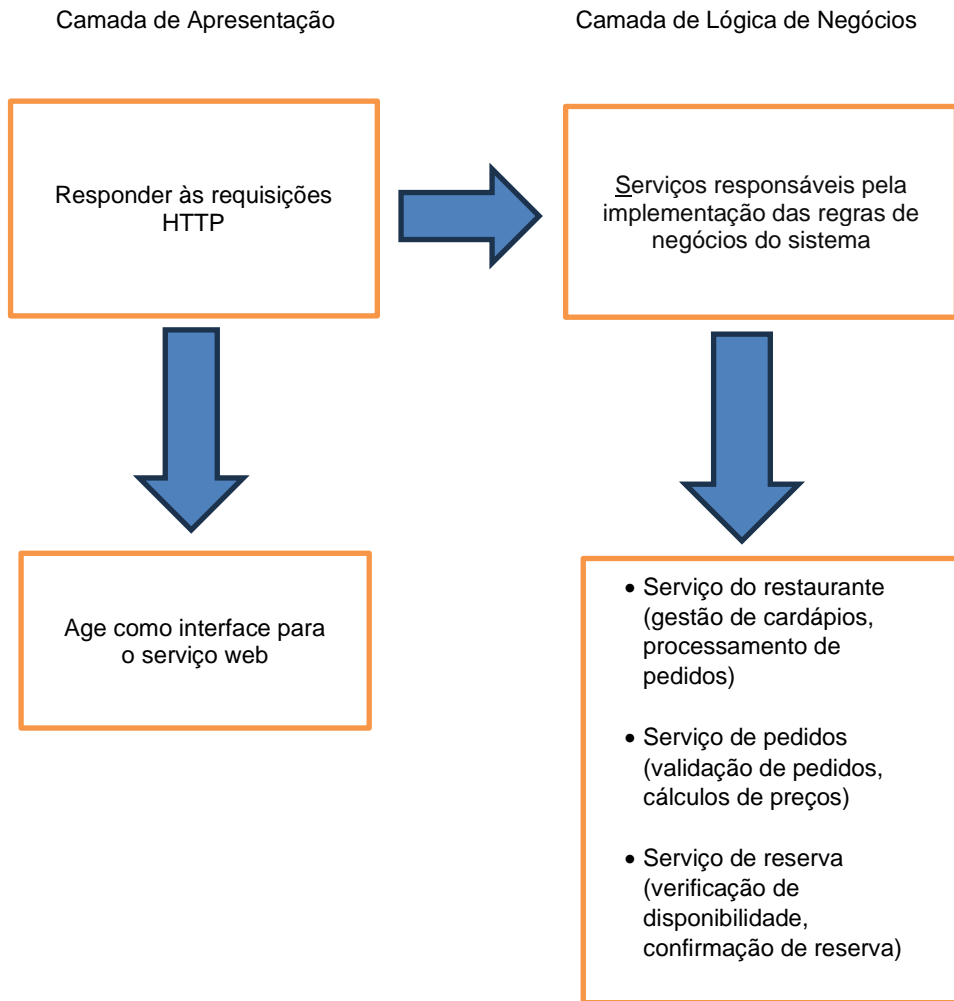 Camada de Apresentação
Camada de Lógica de Negócios
Responder às requisições
HTTP
Serviços responsáveis pela
implementação das regras de
negócios do sistema
Age como interface para
o serviço web
• Serviço do restaurante
(gestão de cardápios,
processamento de
pedidos)
• Serviço de pedidos
(validação de pedidos,
cálculos de preços)
• Serviço de reserva
(verificação de
disponibilidade,
confirmação de reserva)